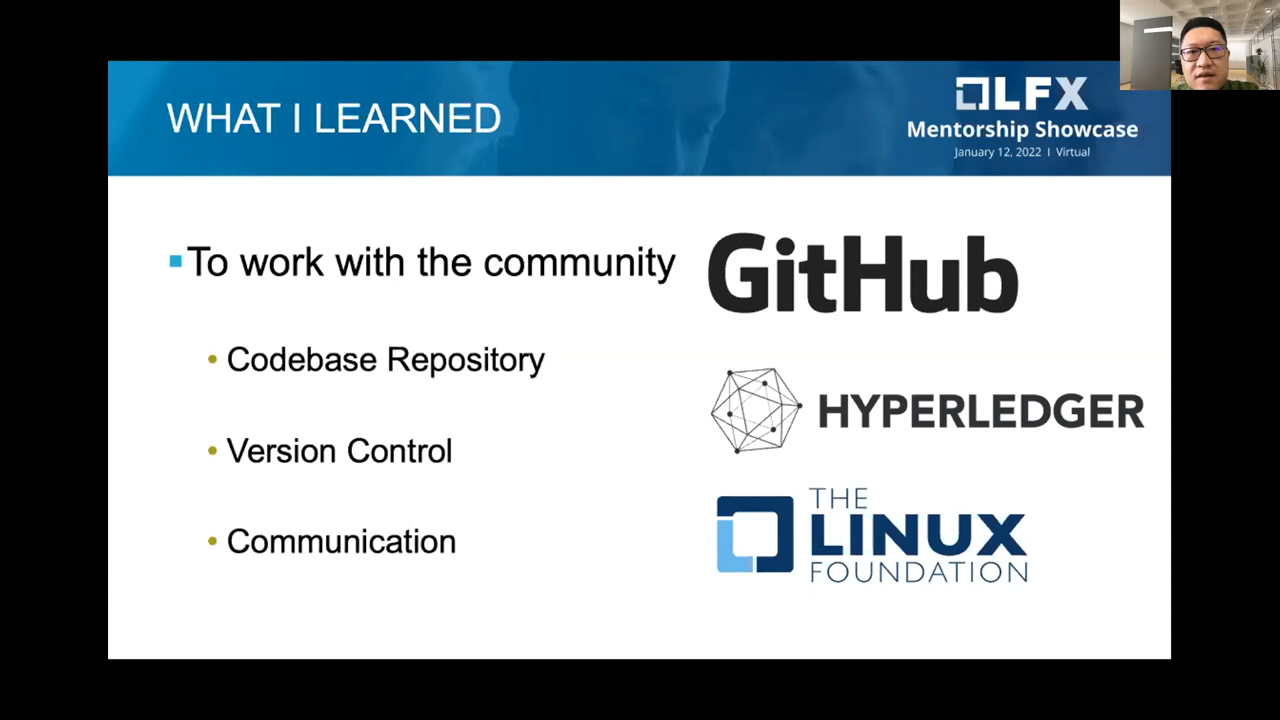 WHAT I LEARNED
LFX
Mentorship Showcase
January 12, 2022 | Virtual
To work with the community
Codebase Repository
Version Control
Communication
GitHub
HYPERLEDGER
THE
LINUX
FOUNDATION